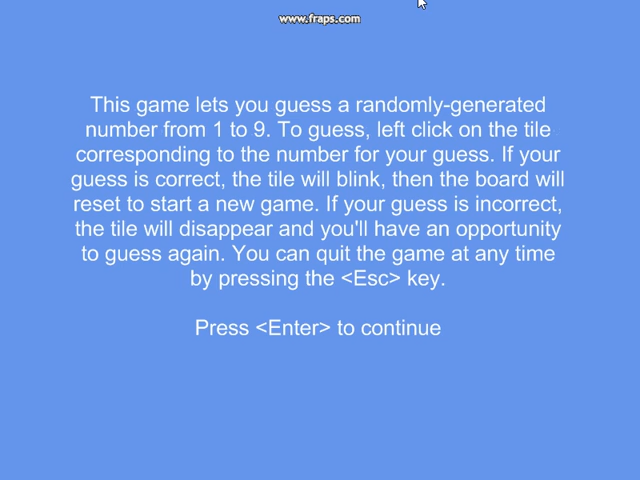 www.fraps.com
This game lets you guess a randomly-generated
number from 1 to 9. To guess, left click on the tile
corresponding to the number for your guess. If your
guess is correct, the tile will blink, then the board will
reset to start a new game. If your guess is incorrect,
the tile will disappear and you'll have an opportunity
to guess again. You can quit the game at any time
by pressing the <Esc> key.
Press <Enter> to continue